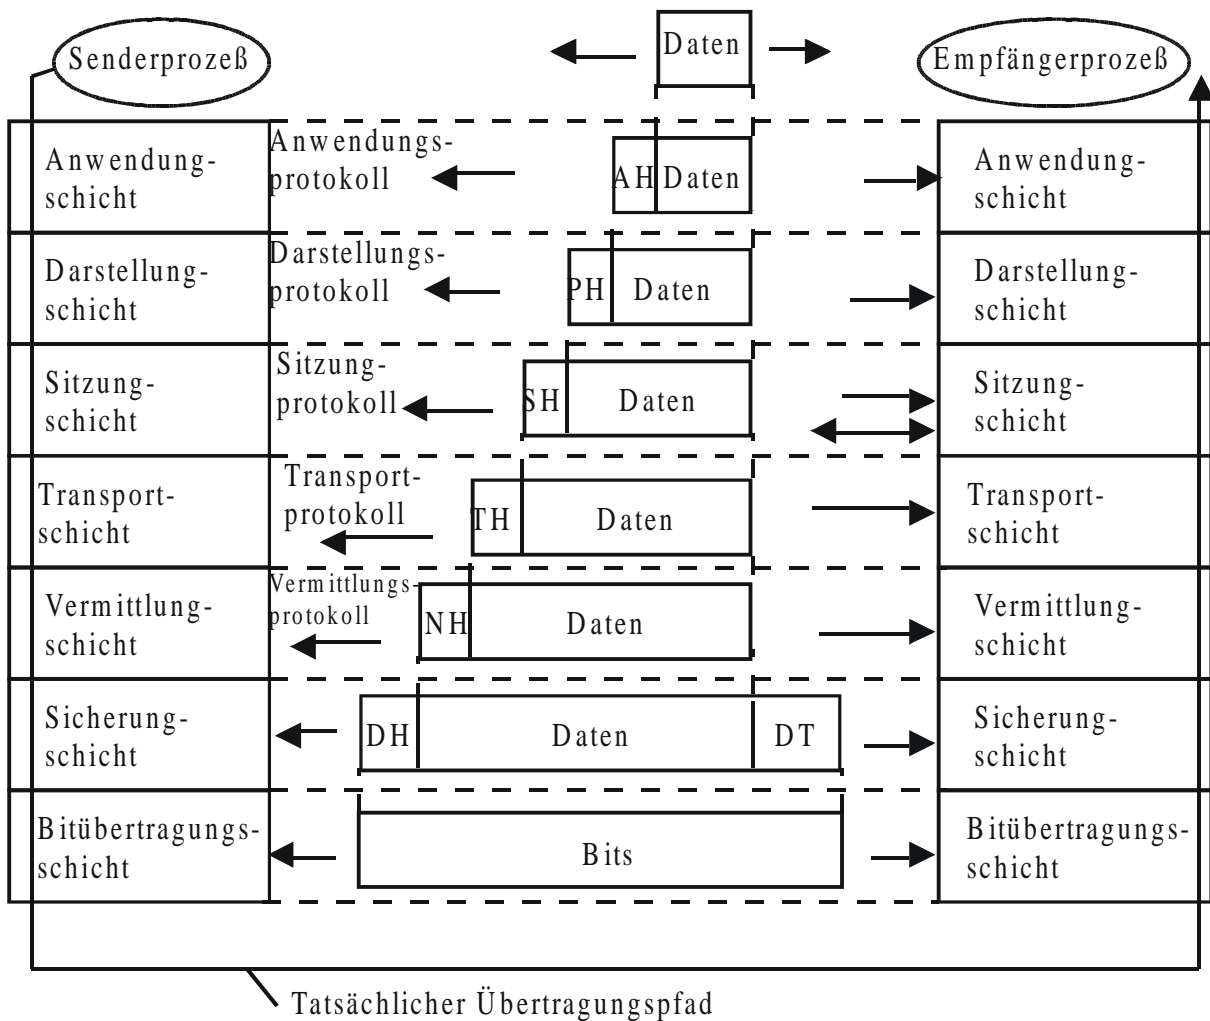 Senderprozeß
Daten
Empfängerprozeß
Anwendung-
schicht
Anwendungs-
protokoll
AH Daten
Anwendung-
schicht
Darstellung-
schicht
Darstellungs-
protokoll
PH Daten
Darstellung-
schicht
Sitzung-
schicht
Sitzung-
protokoll
SH Daten
Sitzung-
schicht
Transport-
schicht
Transport-
protokoll
TH Daten
Transport-
schicht
Vermittlung-
schicht
Vermittlungs-
protokoll
NH Daten
Vermittlung-
schicht
Sicherung-
schicht
DH Daten DT
Sicherung-
schicht
Bitübertragungs-
schicht
Bits
Bitübertragungs-
schicht
Tatsächlicher Übertragungspfad